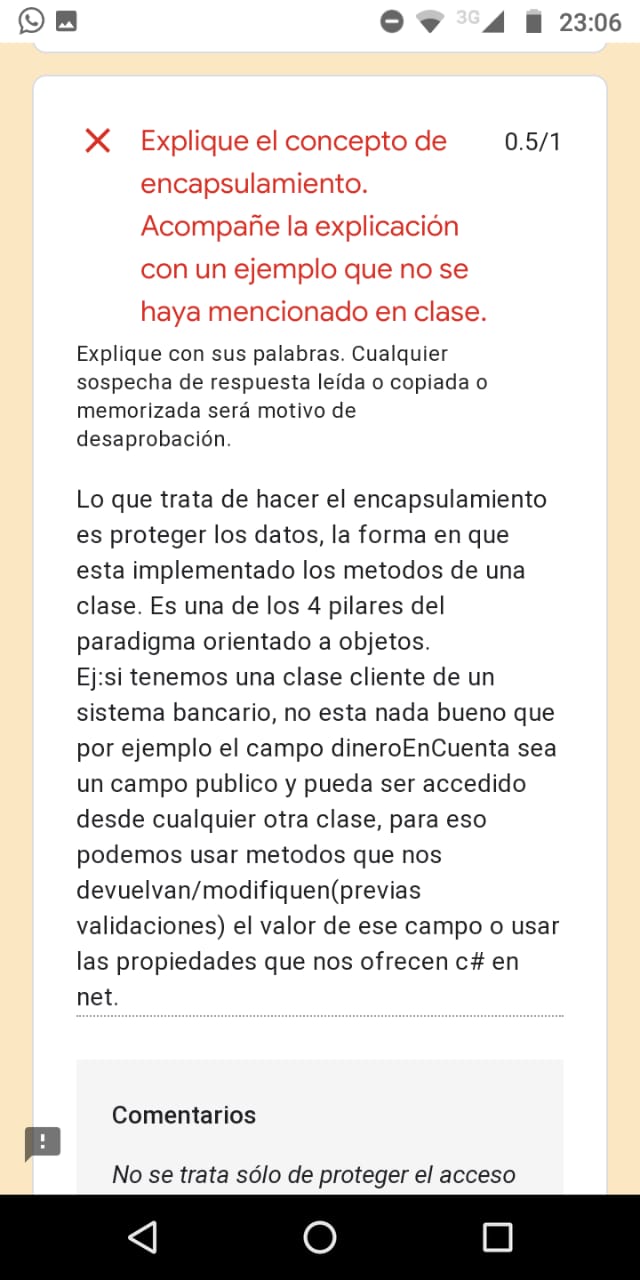 3G 23:06
Explique el concepto de 0.5/1
encapsulamiento.
Acompañe la explicación
con un ejemplo que no se
haya mencionado en clase.
Explique con sus palabras. Cualquier
sospecha de respuesta leída o copiada o
memorizada será motivo de
desaprobación.
Lo que trata de hacer el encapsulamiento
es proteger los datos, la forma en que
esta implementado los metodos de una
clase. Es una de los 4 pilares del
paradigma orientado a objetos.
Ej:si tenemos una clase cliente de un
sistema bancario, no esta nada bueno que
por ejemplo el campo dineroEnCuenta sea
un campo publico y pueda ser accedido
desde cualquier otra clase, para eso
podemos usar metodos que nos
devuelvan/modifiquen(previas
validaciones) el valor de ese campo o usar
las propiedades que nos ofrecen c# en
net.
Comentarios
No se trata sólo de proteger el acceso